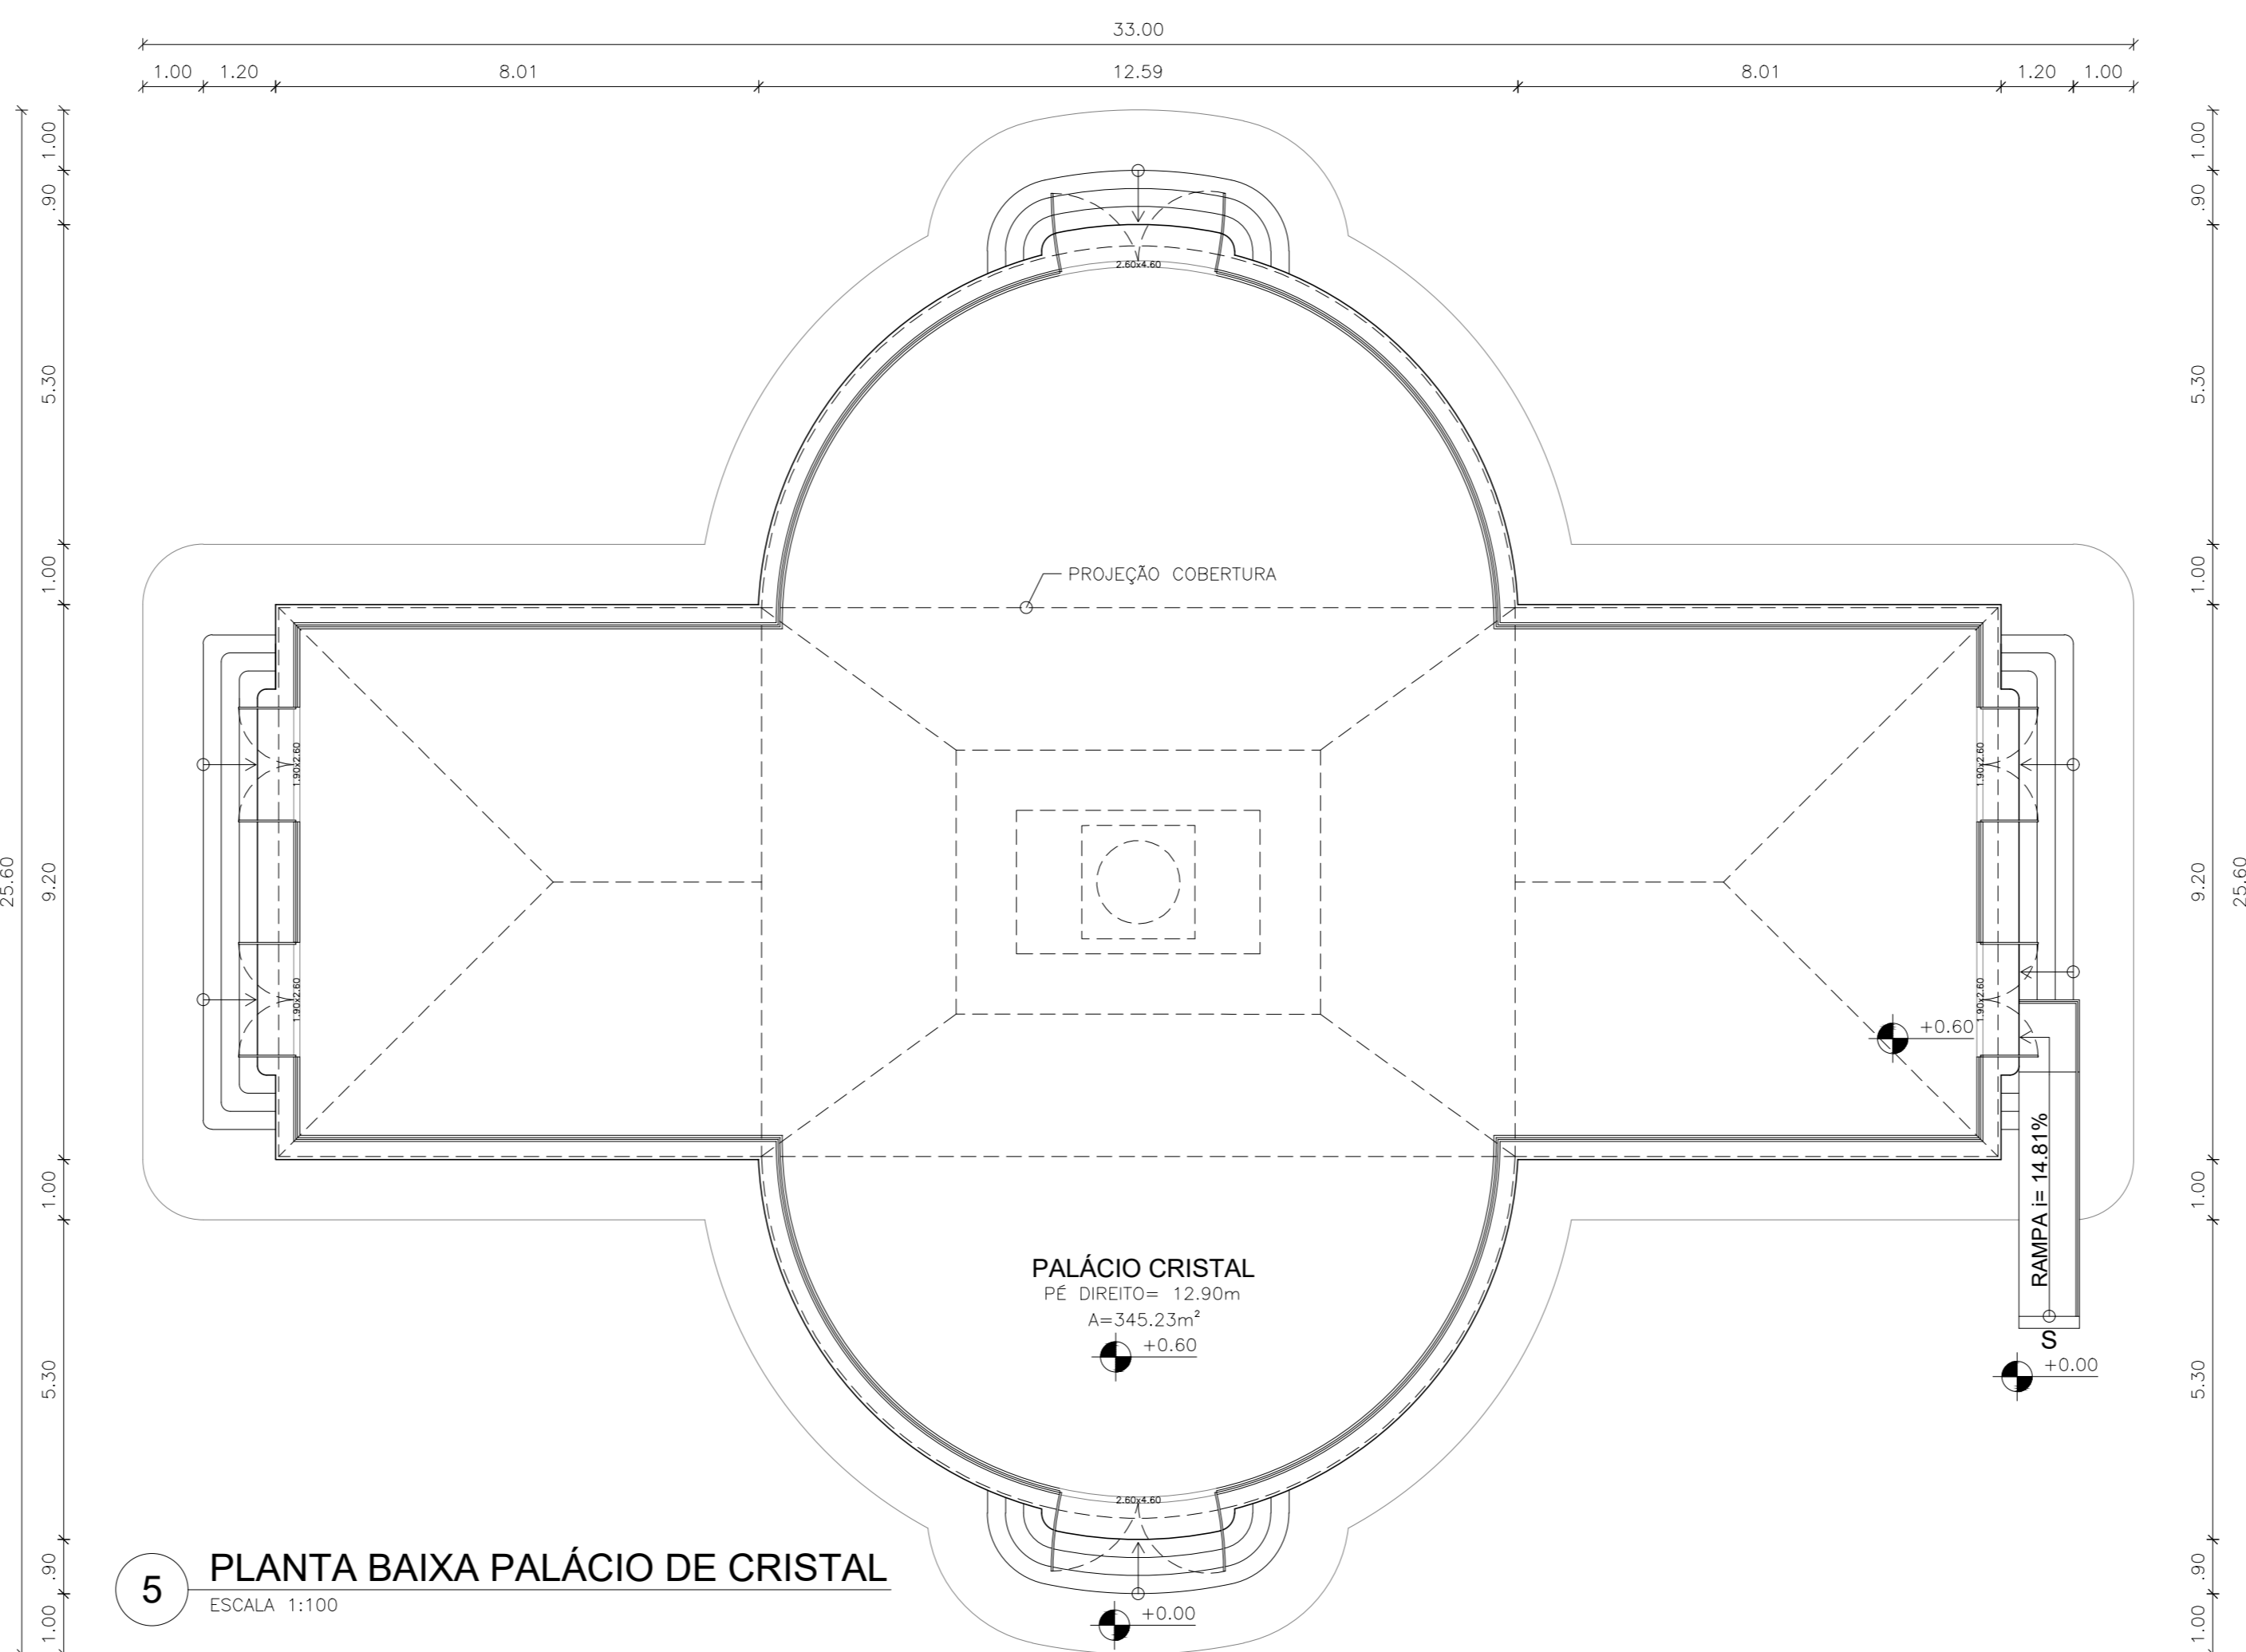 33.00
1.00 1.20 8.01 12.59 8.01 1.20 1.00
1.00 1.00
.90 .90
2.60x4.60
5.30 5.30
1.00 1.00
PROJEÇÃO COBERTURA
1.90x2.60 1.90x2.60
25.60 9.20 9.20 25.60
1.90x2.60 1.90x2.60
+0.60
RAMPA i= 14.81%
1.00 1.00
PALÁCIO CRISTAL
PÉ DIREITO= 12.90m
A=345.23m²
+0.60
S
+0.00
5.30 5.30
2.60x4.60
.90 .90
5 PLANTA BAIXA PALÁCIO DE CRISTAL
ESCALA 1:100
+0.00
1.00 1.00